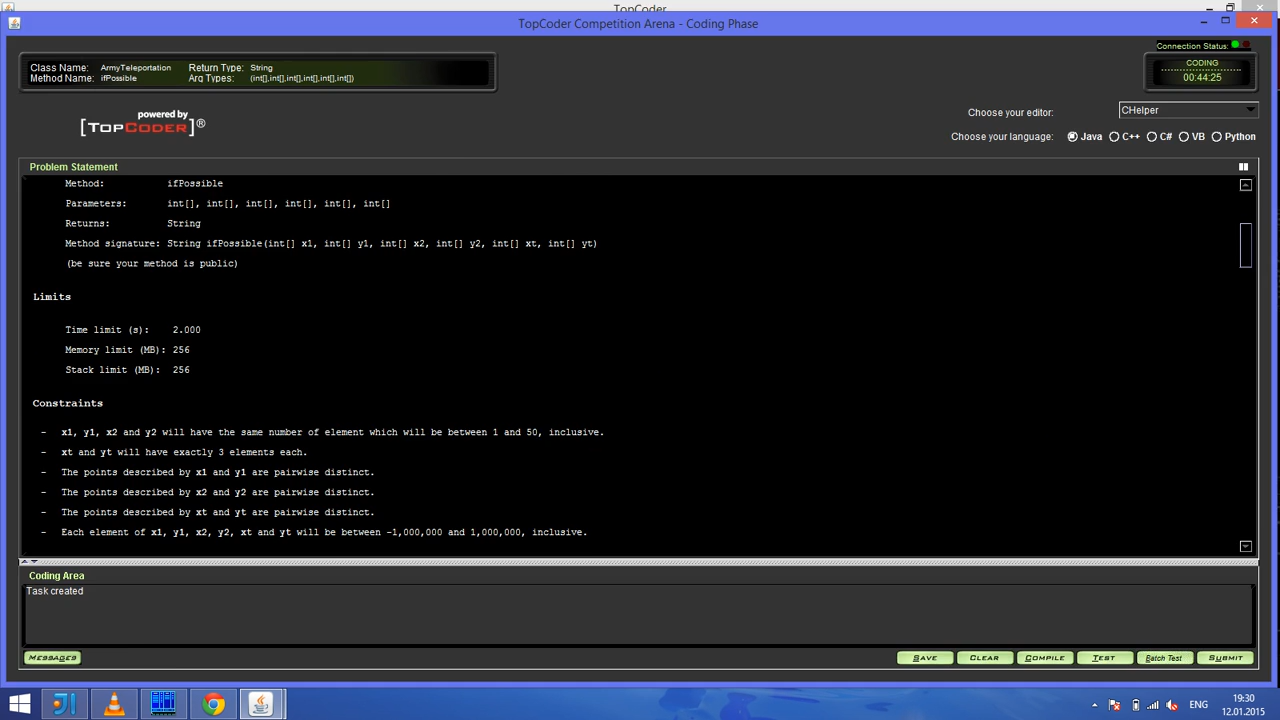 TopCoder
TopCoder Competition Arena - Coding Phase
Connection Status:
Class Name: ArmyTeleportation Return Type: String
Method Name: ifPossible Arg Types: (int[],int[],int[],int[],int[],int[])
CODING
00:44:25
powered by
[TOPCODER]®
Choose your editor: CHelper
Choose your language: Java C++ C# VB Python
Problem Statement
Method: ifPossible
Parameters: int[], int[], int[], int[], int[], int[]
Returns: String
Method signature: String ifPossible(int[] x1, int[] y1, int[] x2, int[] y2, int[] xt, int[] yt)
(be sure your method is public)
Limits
Time limit (s): 2.000
Memory limit (MB): 256
Stack limit (MB): 256
Constraints
- x1, y1, x2 and y2 will have the same number of element which will be between 1 and 50, inclusive.
- xt and yt will have exactly 3 elements each.
- The points described by x1 and y1 are pairwise distinct.
- The points described by x2 and y2 are pairwise distinct.
- The points described by xt and yt are pairwise distinct.
- Each element of x1, y1, x2, y2, xt and yt will be between -1,000,000 and 1,000,000, inclusive.
Coding Area
Task created
MESSAGES SAVE CLEAR COMPILE TEST Batch Test SUBMIT
ENG
19:30
12.01.2015